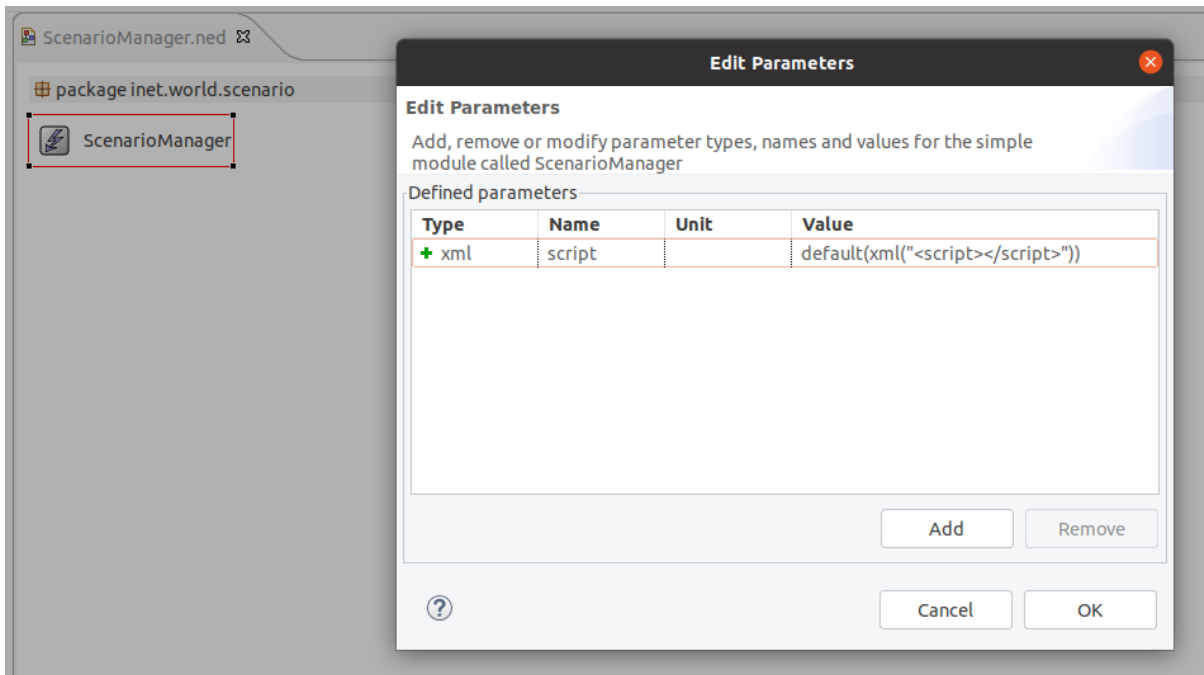 ScenarioManager.ned
package inet.world.scenario
ScenarioManager
Edit Parameters
Edit Parameters
Add, remove or modify parameter types, names and values for the simple
module called ScenarioManager
Defined parameters
Type Name Unit Value
xml script default(xml("<script></script>"))
Add Remove
?
Cancel OK